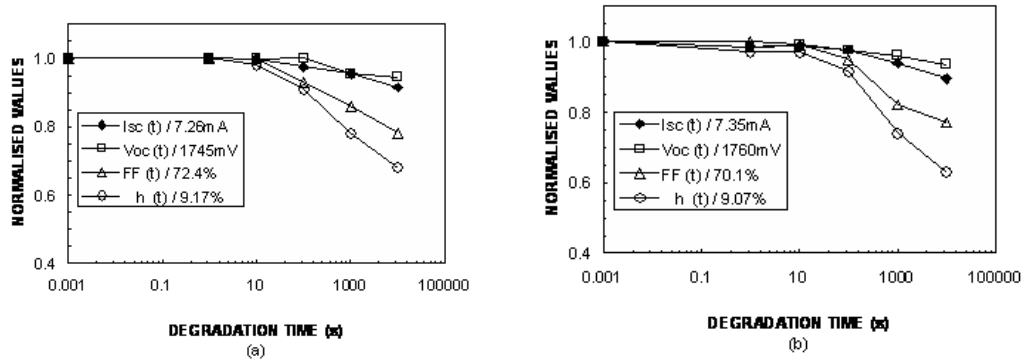 NORMALISED VALUES
1.0
0.8
0.6
0.4
Isc (t) / 7.26mA
Voc (t) / 1745mV
FF (t) / 72.4%
h (t) / 9.17%
0.001
0.1
10
1000
100000
DEGRADATION TIME (s)
(a)
NORMALISED VALUES
1.0
0.8
0.6
0.4
Isc (t) / 7.35mA
Voc (t) / 1760mV
FF (t) / 70.1%
h (t) / 9.07%
0.001
0.1
10
1000
100000
DEGRADATION TIME (s)
(b)